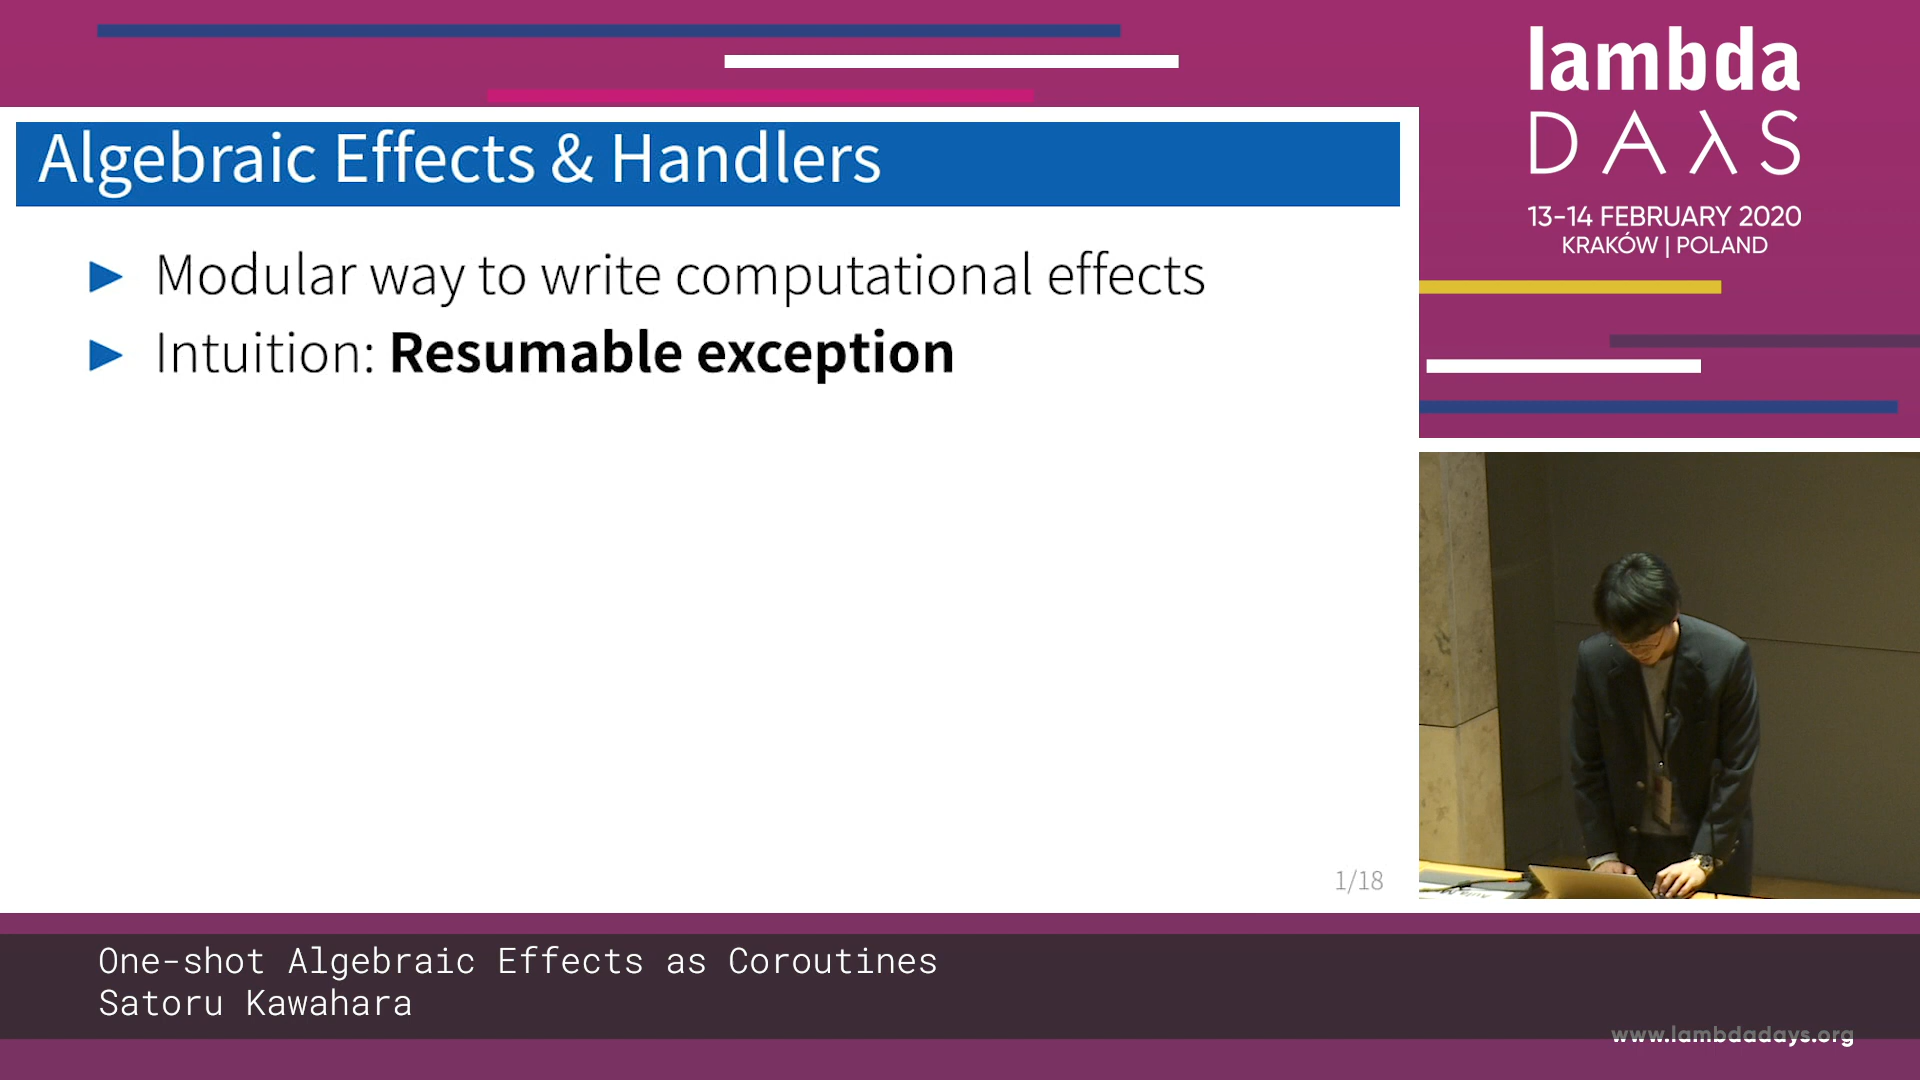 lambda
DAYS
13-14 FEBRUARY 2020
KRAKÓW | POLAND
Algebraic Effects & Handlers
Modular way to write computational effects
Intuition: Resumable exception
1/18
One-shot Algebraic Effects as Coroutines
Satoru Kawahara
www.lambdadays.org